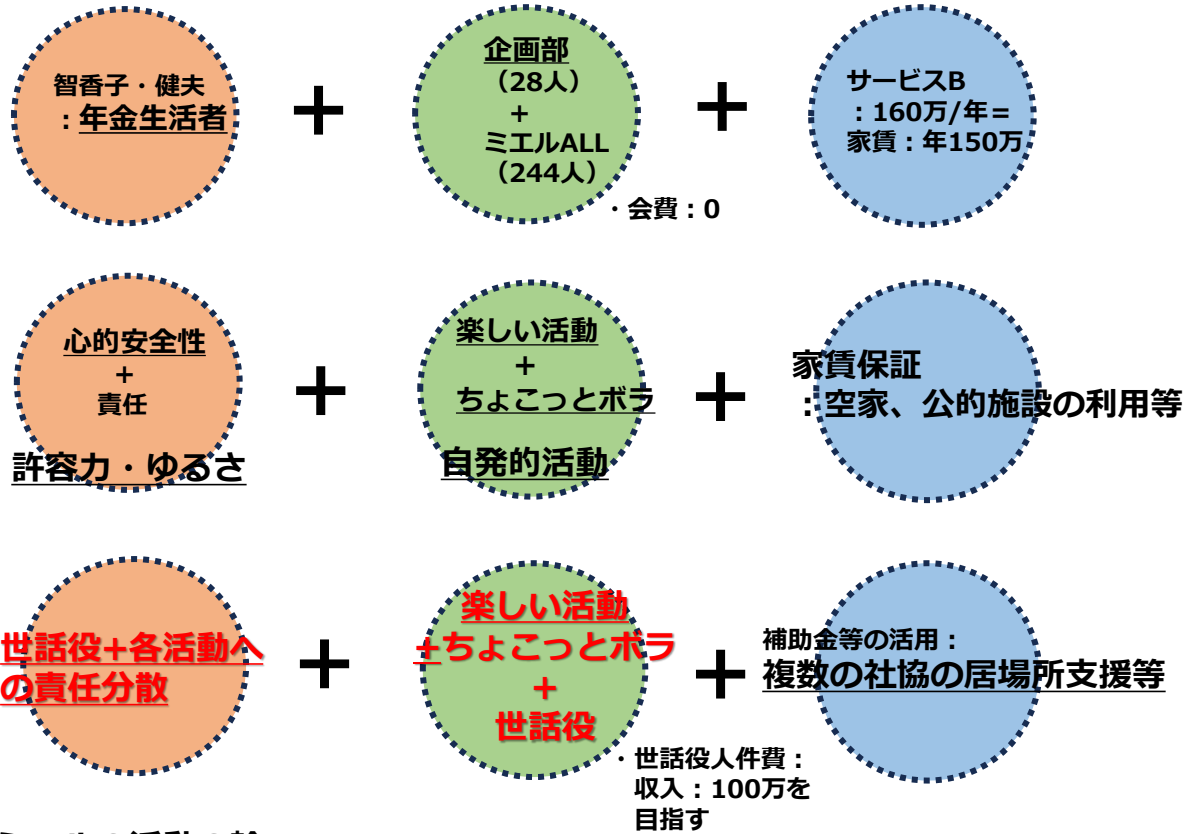 智香子・健夫
：年金生活者
＋
企画部
（28人）
＋
ミエルALL
（244人）
・会費：0
＋
サービスB
：160万/年＝
家賃：年150万
心的安全性
＋
責任
許容力・ゆるさ
＋
楽しい活動
＋
ちょこっとボラ
自発的活動
＋
家賃保証
：空家、公的施設の利用等
世話役+各活動へ
の責任分散
＋
楽しい活動
+ちょこっとボラ
＋
世話役
・世話役人件費：
収入：100万を
目指す
＋
補助金等の活用：
複数の社協の居場所支援等